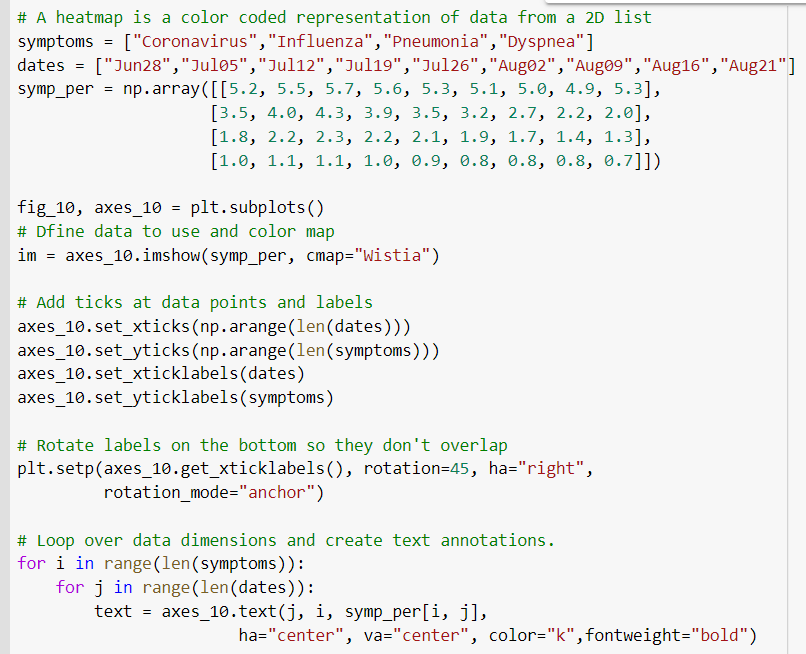 # A heatmap is a color coded representation of data from a 2D list
symptoms = ["Coronavirus","Influenza","Pneumonia","Dyspnea"]
dates = ["Jun28","Jul05","Jul12","Jul19","Jul26","Aug02","Aug09","Aug16","Aug21"]
symp_per = np.array([[5.2, 5.5, 5.7, 5.6, 5.3, 5.1, 5.0, 4.9, 5.3],
                    [3.5, 4.0, 4.3, 3.9, 3.5, 3.2, 2.7, 2.2, 2.0],
                    [1.8, 2.2, 2.3, 2.2, 2.1, 1.9, 1.7, 1.4, 1.3],
                    [1.0, 1.1, 1.1, 1.0, 0.9, 0.8, 0.8, 0.8, 0.7]])

fig_10, axes_10 = plt.subplots()
# Dfine data to use and color map
im = axes_10.imshow(symp_per, cmap="Wistia")

# Add ticks at data points and labels
axes_10.set_xticks(np.arange(len(dates)))
axes_10.set_yticks(np.arange(len(symptoms)))
axes_10.set_xticklabels(dates)
axes_10.set_yticklabels(symptoms)

# Rotate labels on the bottom so they don't overlap
plt.setp(axes_10.get_xticklabels(), rotation=45, ha="right",
         rotation_mode="anchor")

# Loop over data dimensions and create text annotations.
for i in range(len(symptoms)):
    for j in range(len(dates)):
        text = axes_10.text(j, i, symp_per[i, j],
                       ha="center", va="center", color="k",fontweight="bold")